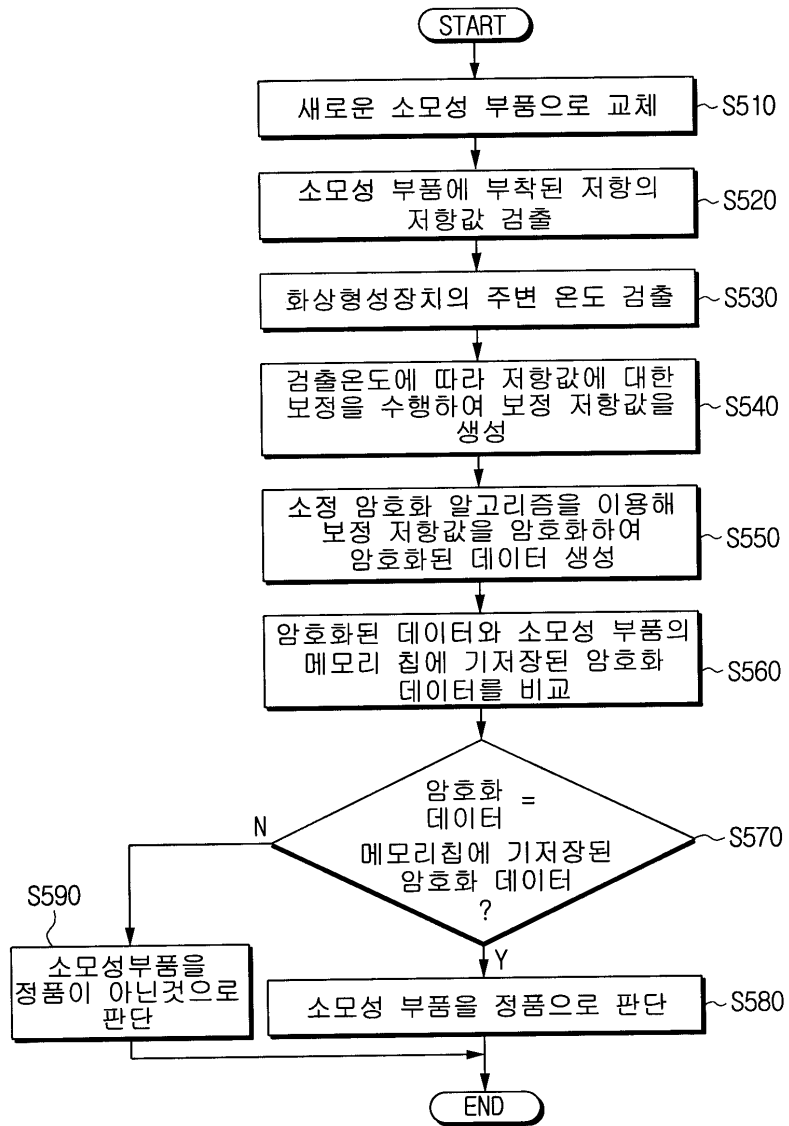 START
새로운 소모성 부품으로 교체
S510
소모성 부품에 부착된 저항의
저항값 검출
S520
화상형성장치의 주변 온도 검출
S530
검출온도에 따라 저항값에 대한
보정을 수행하여 보정 저항값을
생성
S540
소정 암호화 알고리즘을 이용해
보정 저항값을 암호화하여
암호화된 데이터 생성
S550
암호화된 데이터와 소모성 부품의
메모리 칩에 기저장된 암호화
데이터를 비교
S560
암호화 =
데이터
메모리칩에 기저장된
암호화 데이터
?
S570
N
Y
S590
소모성부품을
정품이 아닌것으로
판단
소모성 부품을 정품으로 판단
S580
END